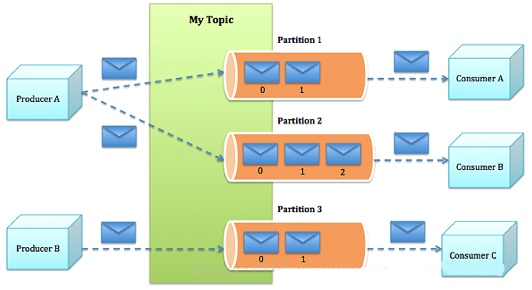 My Topic
Partition 1
Producer A
0 1
Consumer A
Partition 2
0 1 2
Consumer B
Partition 3
Producer B
0 1
Consumer C